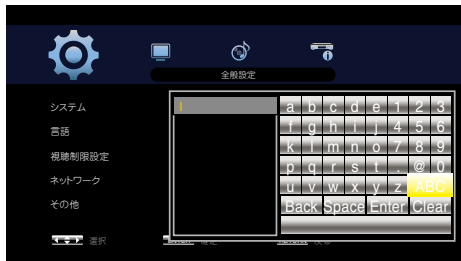 全般設定
システム
言語
視聴制限設定
ネットワーク
その他
a b c d e 1 2 3
f g h i j 4 5 6
k l m n o 7 8 9
p q r s t . @ 0
u v w x y z ABC
Back Space Enter Clear
選択